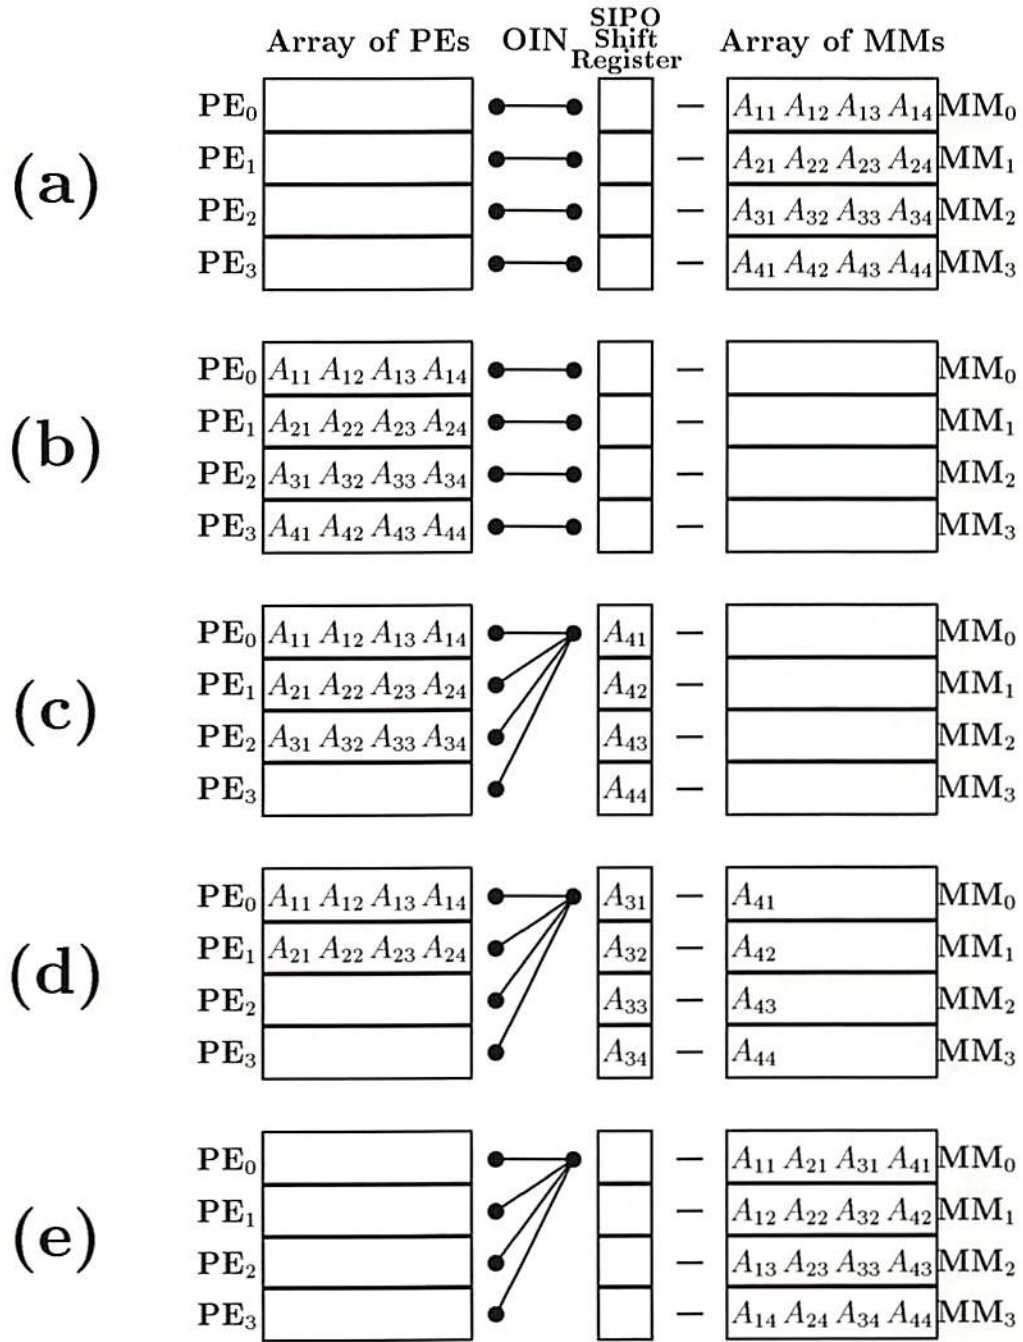 Array of PEs OIN SIPO Shift Register Array of MMs
(a)
PE₀ — A₁₁ A₁₂ A₁₃ A₁₄ MM₀
PE₁ — A₂₁ A₂₂ A₂₃ A₂₄ MM₁
PE₂ — A₃₁ A₃₂ A₃₃ A₃₄ MM₂
PE₃ — A₄₁ A₄₂ A₄₃ A₄₄ MM₃
(b)
PE₀ A₁₁ A₁₂ A₁₃ A₁₄ — MM₀
PE₁ A₂₁ A₂₂ A₂₃ A₂₄ — MM₁
PE₂ A₃₁ A₃₂ A₃₃ A₃₄ — MM₂
PE₃ A₄₁ A₄₂ A₄₃ A₄₄ — MM₃
(c)
PE₀ A₁₁ A₁₂ A₁₃ A₁₄ A₄₁ — MM₀
PE₁ A₂₁ A₂₂ A₂₃ A₂₄ A₄₂ — MM₁
PE₂ A₃₁ A₃₂ A₃₃ A₃₄ A₄₃ — MM₂
PE₃ A₄₄ — MM₃
(d)
PE₀ A₁₁ A₁₂ A₁₃ A₁₄ A₃₁ — A₄₁ MM₀
PE₁ A₂₁ A₂₂ A₂₃ A₂₄ A₃₂ — A₄₂ MM₁
PE₂ A₃₃ — A₄₃ MM₂
PE₃ A₃₄ — A₄₄ MM₃
(e)
PE₀ — A₁₁ A₂₁ A₃₁ A₄₁ MM₀
PE₁ — A₁₂ A₂₂ A₃₂ A₄₂ MM₁
PE₂ — A₁₃ A₂₃ A₃₃ A₄₃ MM₂
PE₃ — A₁₄ A₂₄ A₃₄ A₄₄ MM₃